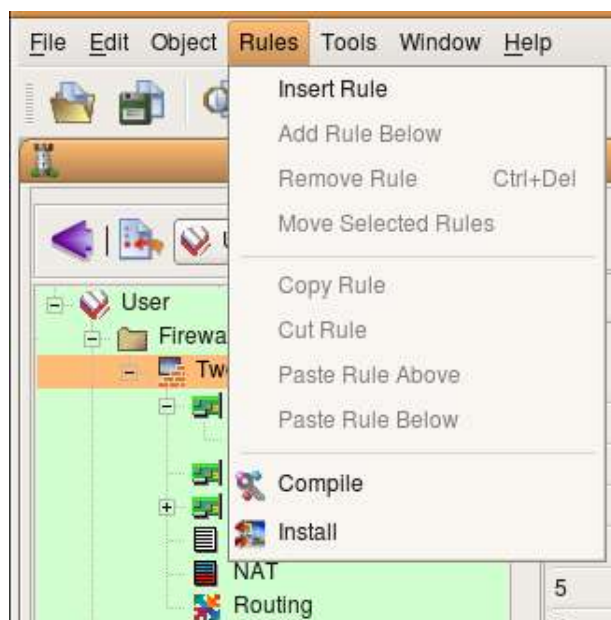 File Edit Object Rules Tools Window Help
Insert Rule
Add Rule Below
Remove Rule Ctrl+Del
Move Selected Rules
Copy Rule
Cut Rule
Paste Rule Above
Paste Rule Below
Compile
Install
User
Firewa
Tw
NAT
Routing
5